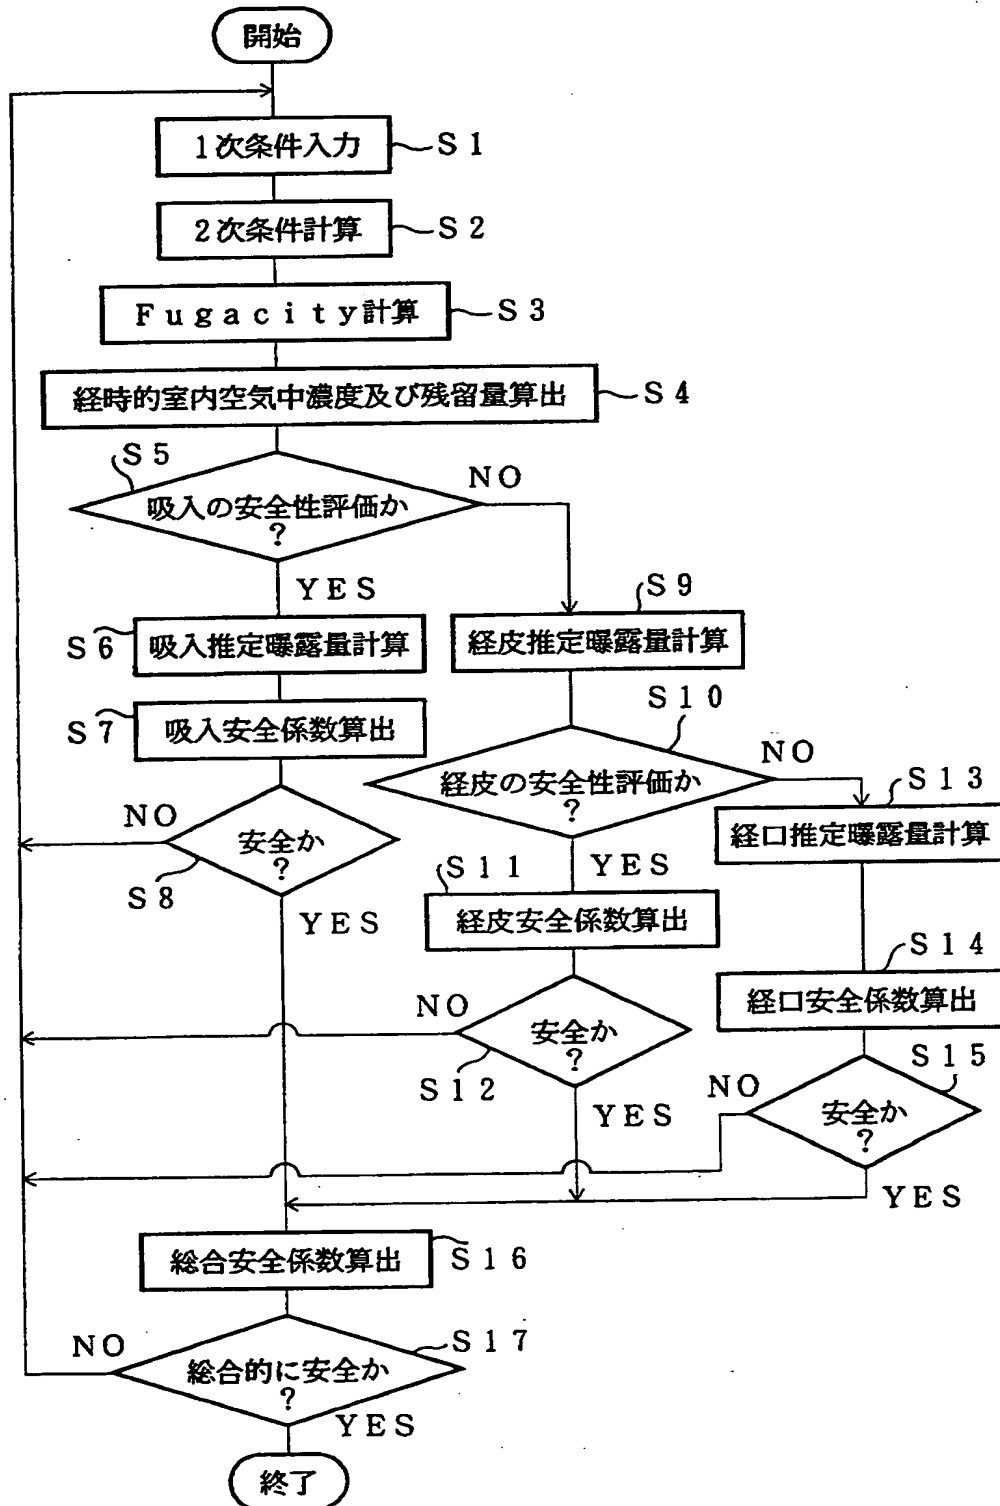 開始
1次条件入力
S1
2次条件計算
S2
Fugacity計算
S3
経時的室内空気中濃度及び残留量算出
S4
S5
吸入の安全性評価か
?
NO
YES
S6
吸入推定曝露量計算
S9
経皮推定曝露量計算
S7
吸入安全係数算出
S10
経皮の安全性評価か
?
NO
YES
S13
経口推定曝露量計算
NO
安全か
?
S8
YES
S11
経皮安全係数算出
S14
経口安全係数算出
NO
安全か
?
S12
YES
S15
NO
安全か
?
YES
総合安全係数算出
S16
NO
総合的に安全か
?
S17
YES
終了